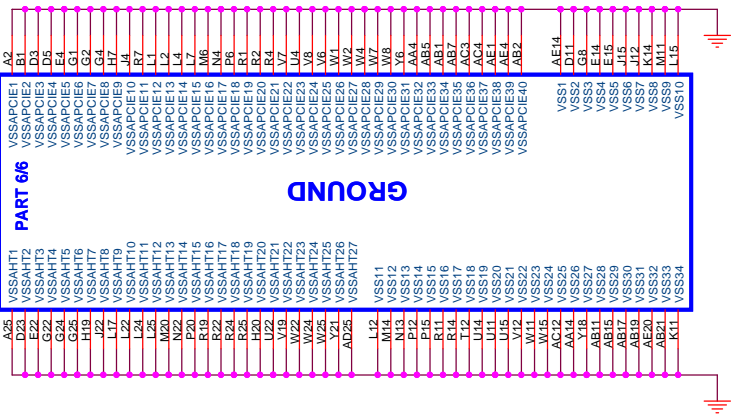 A2
B1
D3
D5
E4
G1
G2
G4
H7
J4
R7
L1
L2
L4
L7
M6
N4
P6
R1
R2
R4
V7
U4
V8
V6
W1
W2
W4
W7
W8
Y6
AA4
AB5
AB1
AB7
AC3
AC4
AE1
AE4
AB2
AE14
D11
G8
E14
E15
J15
J12
K14
M11
L15
VSSAPCIE1
VSSAPCIE2
VSSAPCIE3
VSSAPCIE4
VSSAPCIE5
VSSAPCIE6
VSSAPCIE7
VSSAPCIE8
VSSAPCIE9
VSSAPCIE10
VSSAPCIE11
VSSAPCIE12
VSSAPCIE13
VSSAPCIE14
VSSAPCIE15
VSSAPCIE16
VSSAPCIE17
VSSAPCIE18
VSSAPCIE19
VSSAPCIE20
VSSAPCIE21
VSSAPCIE22
VSSAPCIE23
VSSAPCIE24
VSSAPCIE25
VSSAPCIE26
VSSAPCIE27
VSSAPCIE28
VSSAPCIE29
VSSAPCIE30
VSSAPCIE31
VSSAPCIE32
VSSAPCIE33
VSSAPCIE34
VSSAPCIE35
VSSAPCIE36
VSSAPCIE37
VSSAPCIE38
VSSAPCIE39
VSSAPCIE40
VSS1
VSS2
VSS3
VSS4
VSS5
VSS6
VSS7
VSS8
VSS9
VSS10
PART 6/6
GROUND
VSSAHT1
VSSAHT2
VSSAHT3
VSSAHT4
VSSAHT5
VSSAHT6
VSSAHT7
VSSAHT8
VSSAHT9
VSSAHT10
VSSAHT11
VSSAHT12
VSSAHT13
VSSAHT14
VSSAHT15
VSSAHT16
VSSAHT17
VSSAHT18
VSSAHT19
VSSAHT20
VSSAHT21
VSSAHT22
VSSAHT23
VSSAHT24
VSSAHT25
VSSAHT26
VSSAHT27
VSS11
VSS12
VSS13
VSS14
VSS15
VSS16
VSS17
VSS18
VSS19
VSS20
VSS21
VSS22
VSS23
VSS24
VSS25
VSS26
VSS27
VSS28
VSS29
VSS30
VSS31
VSS32
VSS33
VSS34
A25
D23
E22
G22
G24
G25
H19
J22
L17
L22
L24
L25
M20
N22
P20
R19
R22
R24
R25
H20
U22
V19
W22
W24
W25
Y21
AD25
L12
M14
N13
P12
P15
R11
R14
T12
U14
U11
U15
V12
W11
W15
AC12
AA14
Y18
AB11
AB15
AB17
AB19
AE20
AB21
K11